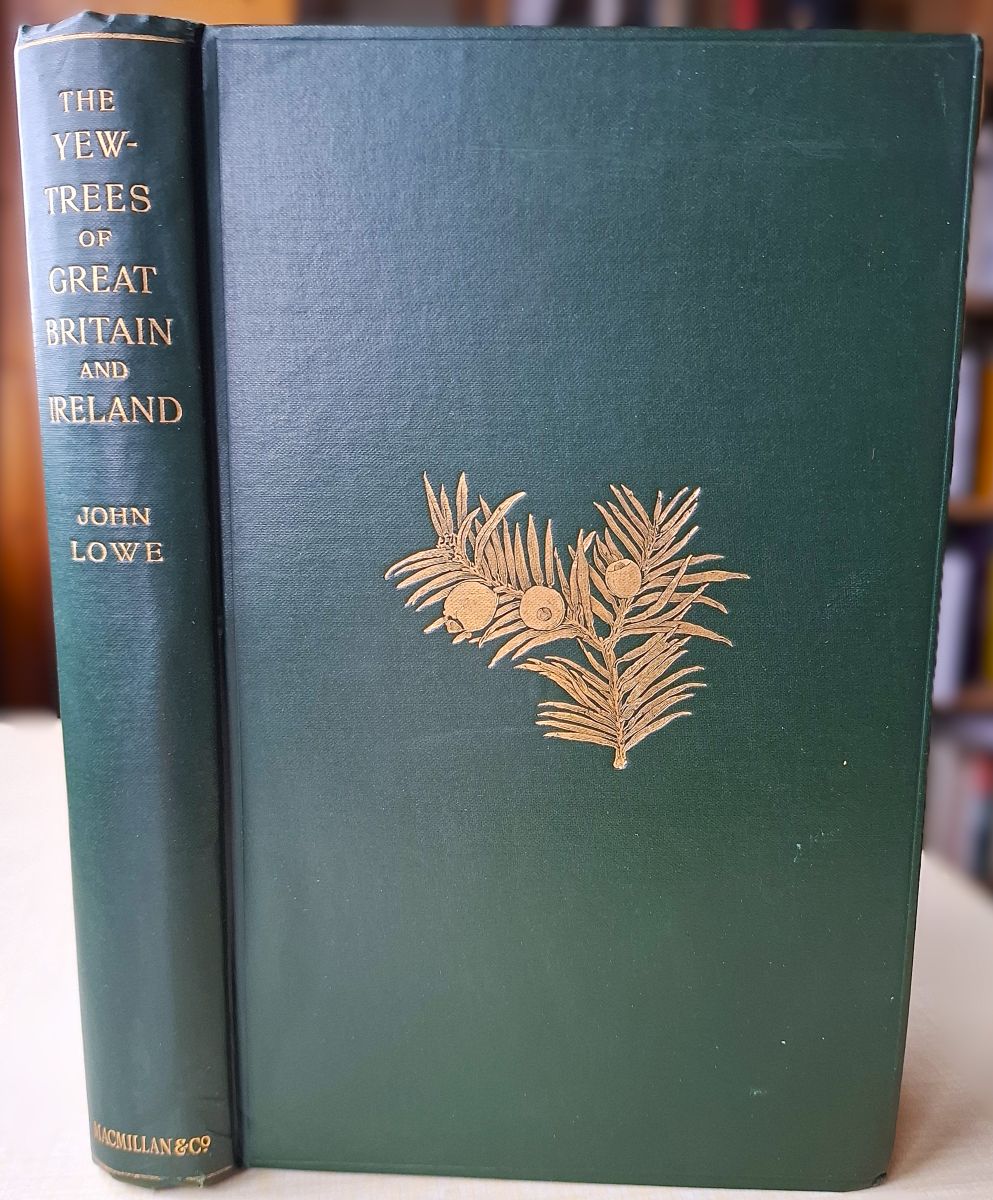 THE
YEW-
TREES
OF
GREAT
BRITAIN
AND
IRELAND
JOHN
LOWE
MACMILLAN & Cº